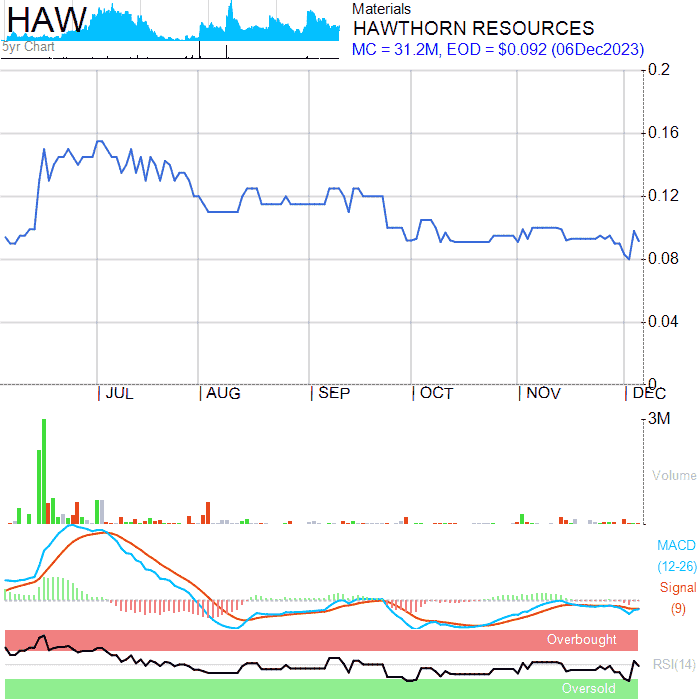 HAW
5yr Chart
Materials
HAWTHORN RESOURCES
MC = 31.2M, EOD = $0.092 (06Dec2023)
0.2
0.16
0.12
0.08
0.04
0
JUL
AUG
SEP
OCT
NOV
DEC
3M
Volume
MACD
(12-26)
Signal
(9)
Overbought
RSI(14)
Oversold